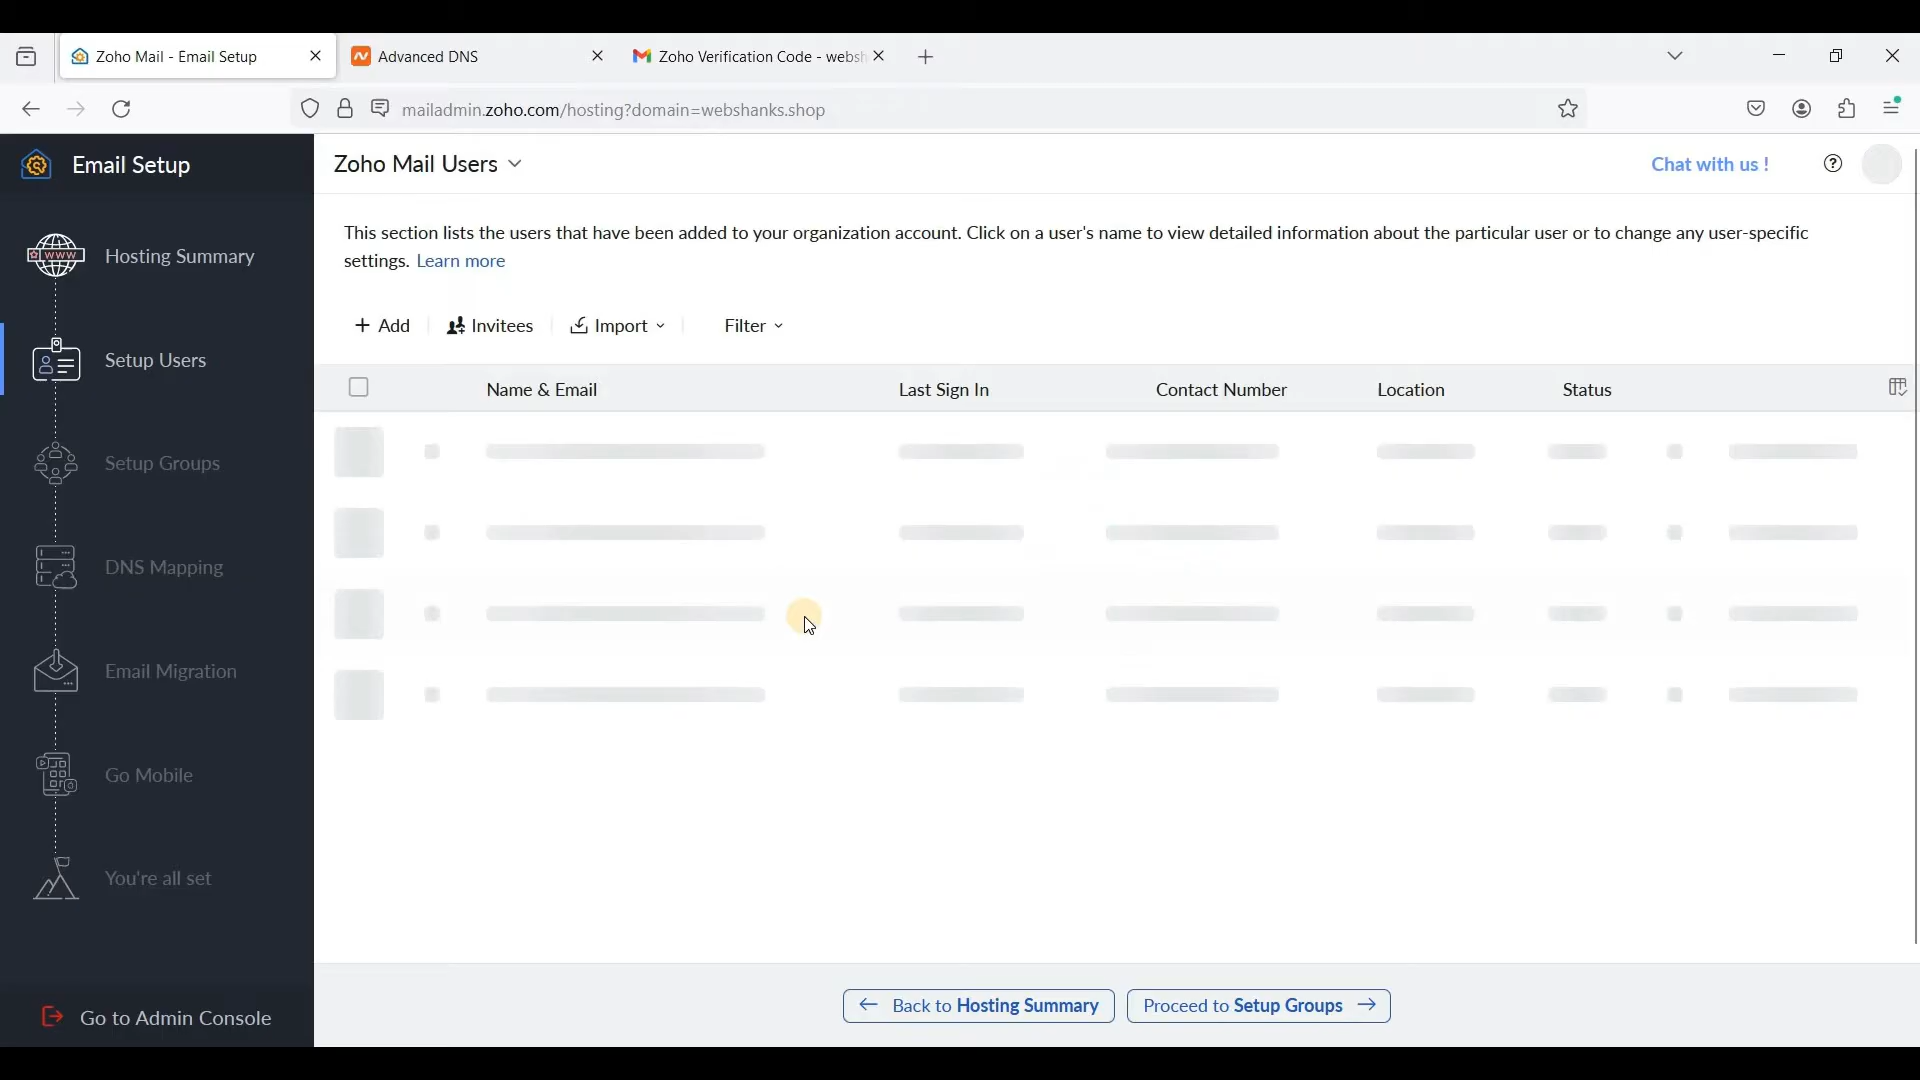 Zoho Mail - Email Setup
Advanced DNS
Zoho Verification Code - websh
mailadmin.zoho.com/hosting?domain=webshanks.shop
Email Setup
Zoho Mail Users
Chat with us !
This section lists the users that have been added to your organization account. Click on a user's name to view detailed information about the particular user or to change any user-specific
settings. Learn more
Hosting Summary
+ Add
Invitees
Import
Filter
Setup Users
Name & Email
Last Sign In
Contact Number
Location
Status
Setup Groups
DNS Mapping
Email Migration
Go Mobile
You're all set
Go to Admin Console
← Back to Hosting Summary
Proceed to Setup Groups →